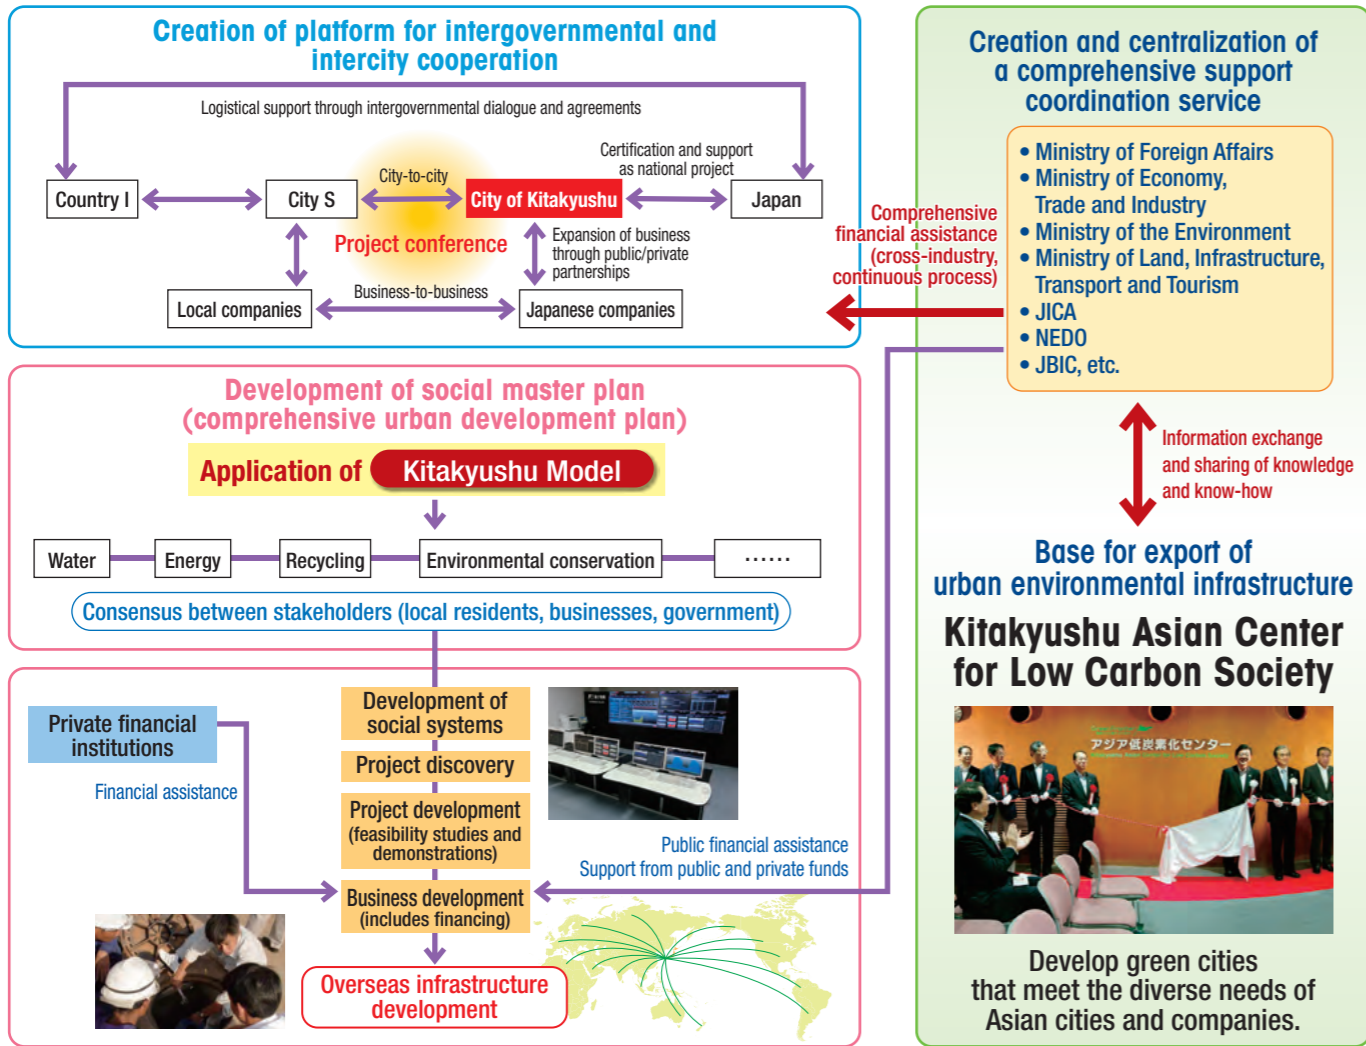 Creation of platform for intergovernmental and
intercity cooperation
Logistical support through intergovernmental dialogue and agreements
Certification and support
as national project
City-to-city
Country I
City S
City of Kitakyushu
Japan
Project conference
Expansion of business
through public/private
partnerships
Business-to-business
Local companies
Japanese companies
Comprehensive
financial assistance
(cross-industry,
continuous process)
Creation and centralization of
a comprehensive support
coordination service
• Ministry of Foreign Affairs
• Ministry of Economy,
Trade and Industry
• Ministry of the Environment
• Ministry of Land, Infrastructure,
Transport and Tourism
• JICA
• NEDO
• JBIC, etc.
Information exchange
and sharing of knowledge
and know-how
Base for export of
urban environmental infrastructure
Kitakyushu Asian Center
for Low Carbon Society
アジア低炭素化センター
Develop green cities
that meet the diverse needs of
Asian cities and companies.
Development of social master plan
(comprehensive urban development plan)
Application of Kitakyushu Model
Water
Energy
Recycling
Environmental conservation
······
Consensus between stakeholders (local residents, businesses, government)
Private financial
institutions
Financial assistance
Development of
social systems
Project discovery
Project development
(feasibility studies and
demonstrations)
Business development
(includes financing)
Public financial assistance
Support from public and private funds
Overseas infrastructure
development